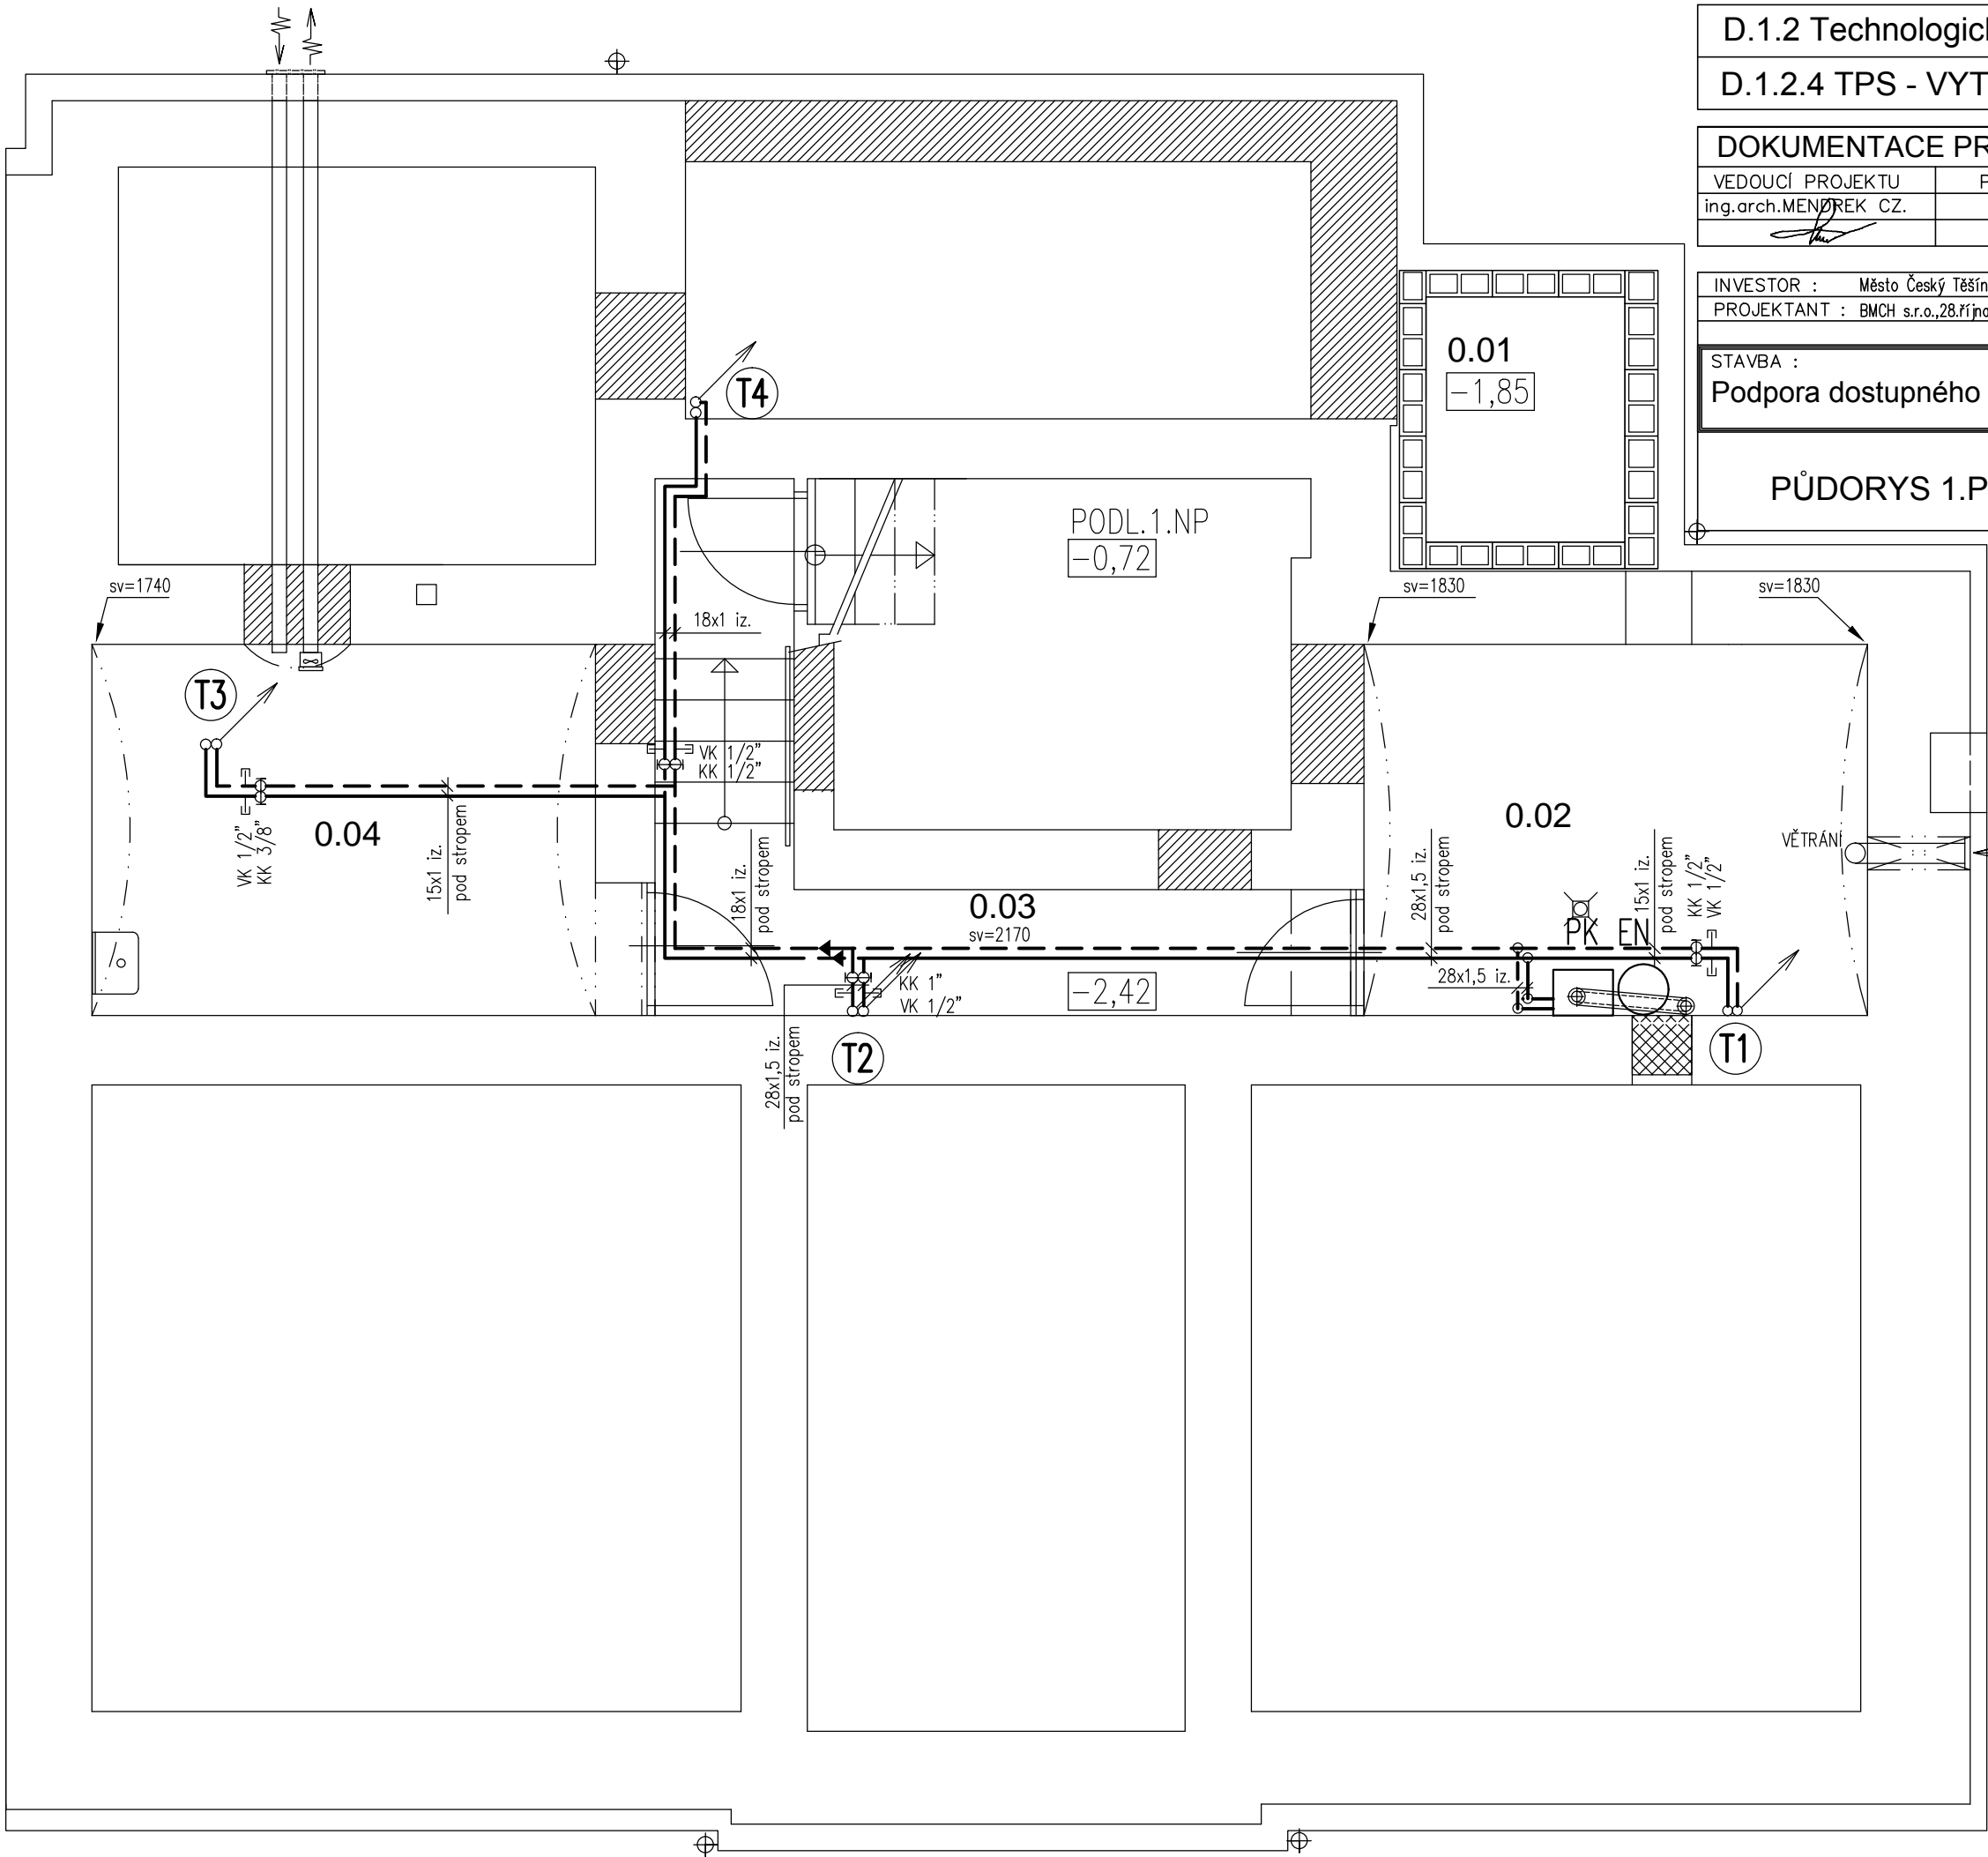 D.1.2 Technologic
D.1.2.4 TPS - VYT
DOKUMENTACE PR
VEDOUCÍ PROJEKTU
P
ing.arch.MENDREK CZ.
INVESTOR : Město Český Těšín
PROJEKTANT : BMCH s.r.o.,28.října
STAVBA :
Podpora dostupného
PŮDORYS 1.P
0.01
-1,85
T4
PODL.1.NP
-0,72
sv=1740
sv=1830
sv=1830
18x1 iz.
T3
VK 1/2"
KK 1/2"
0.04
VK 1/2"
KK 3/8"
15x1 iz.
pod stropem
18x1 iz.
pod stropem
0.03
sv=2170
-2,42
KK 1"
VK 1/2"
28x1,5 iz.
pod stropem
T2
0.02
VĚTRÁNÍ
28x1,5 iz.
pod stropem
PK EN
15x1 iz.
pod stropem
KK 1/2"
VK 1/2"
28x1,5 iz.
T1